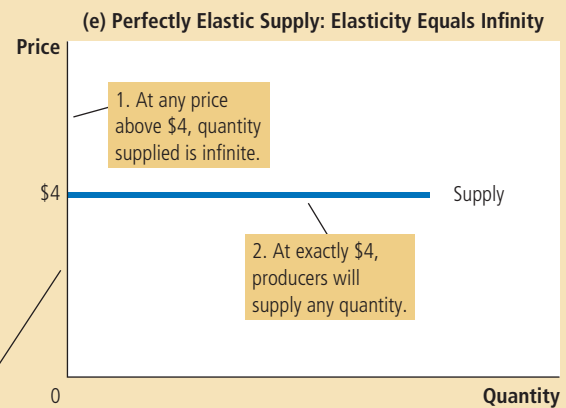 (e) Perfectly Elastic Supply: Elasticity Equals Infinity
Price
1. At any price
above $4, quantity
supplied is infinite.
$4
Supply
2. At exactly $4,
producers will
supply any quantity.
0
Quantity